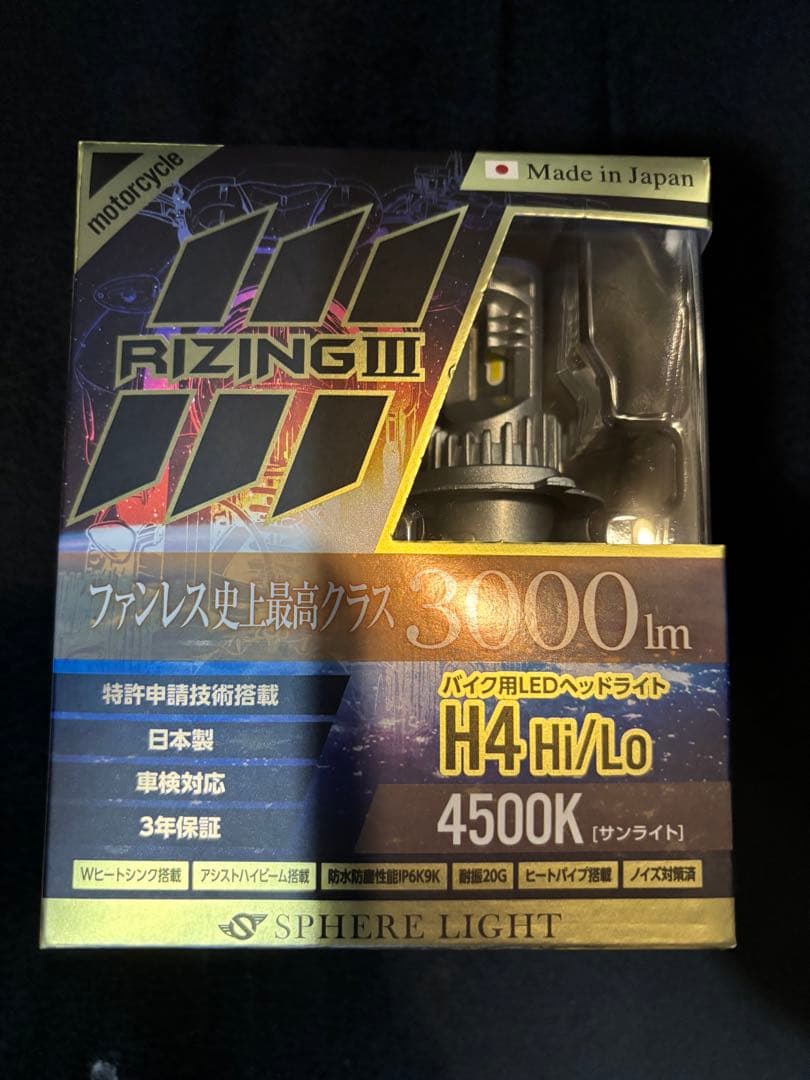 motorcycle
Made in Japan
RIZING III
ファンレス史上最高クラス 3000lm
特許申請技術搭載
日本製
車検対応
3年保証
バイク用LEDヘッドライト
H4 Hi/Lo
4500K [サンライト]
Wヒートシンク搭載 アシストハイビーム搭載 防水防塵性能IP6K9K 耐振20G ヒートパイプ搭載 ノイズ対策済
SPHERE LIGHT